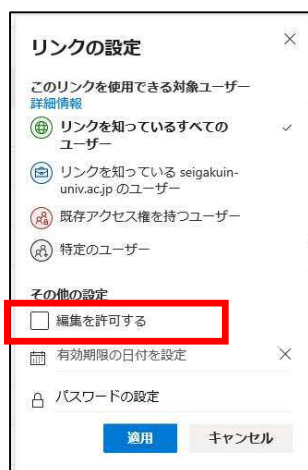 リンクの設定
このリンクを使用できる対象ユーザー
詳細情報
リンクを知っているすべての
ユーザー
リンクを知っている seigakuin-
univ.ac.jp のユーザー
既存アクセス権を持つユーザー
特定のユーザー
その他の設定
編集を許可する
有効期限の日付を設定
パスワードの設定
適用 キャンセル